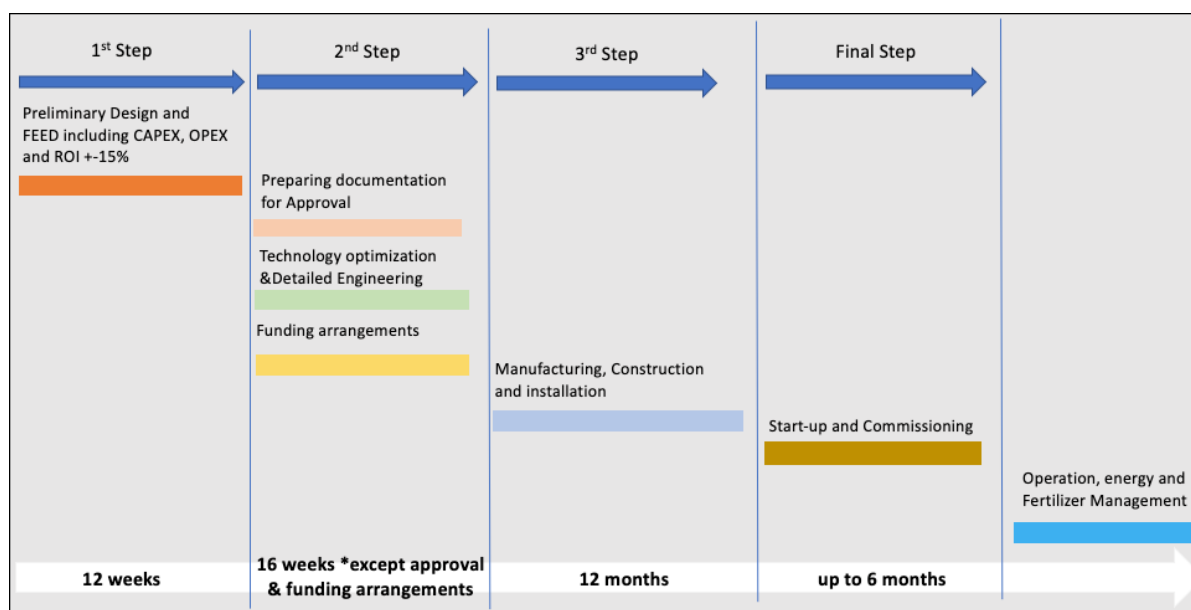 1st Step
2nd Step
3rd Step
Final Step
Preliminary Design and
FEED including CAPEX, OPEX
and ROI +-15%
Preparing documentation
for Approval
Technology optimization
&Detailed Engineering
Funding arrangements
Manufacturing, Construction
and installation
Start-up and Commissioning
Operation, energy and
Fertilizer Management
12 weeks
16 weeks *except approval
& funding arrangements
12 months
up to 6 months